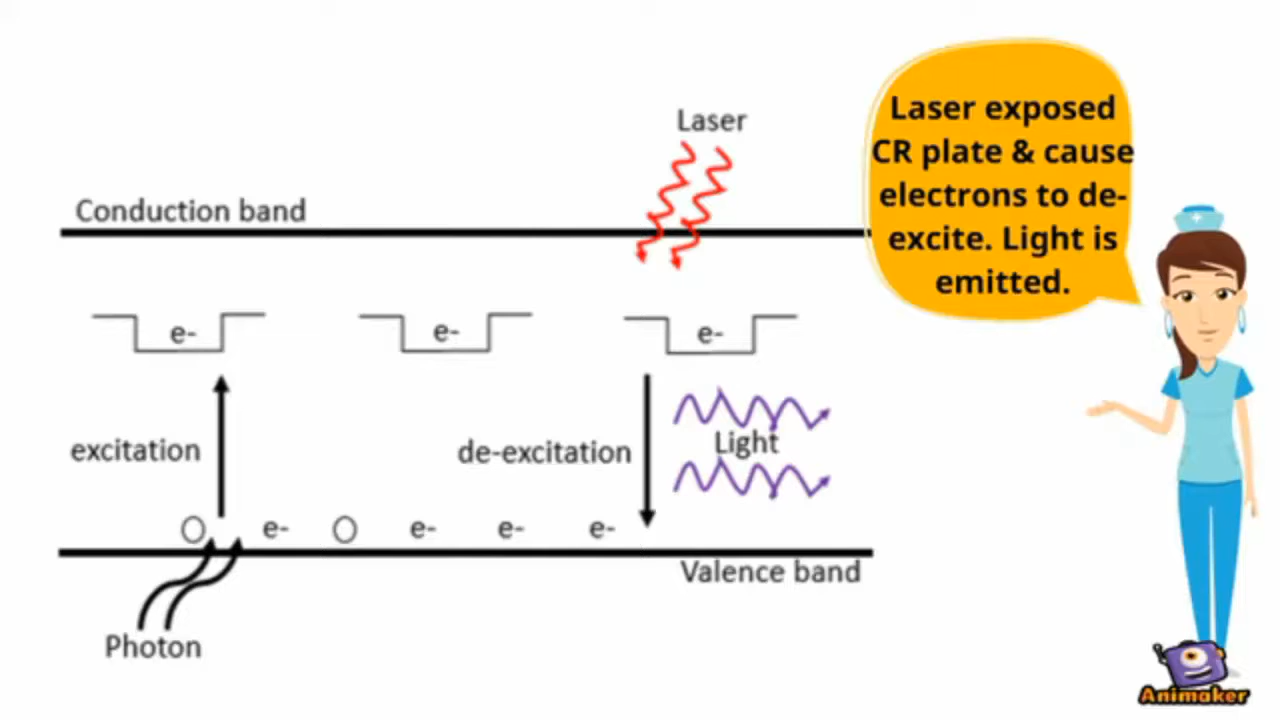 Laser
Conduction band
Laser exposed
CR plate & cause
electrons to de-
excite. Light is
emitted.
e-
e-
e-
excitation
de-excitation
Light
e-
e-
e-
e-
Valence band
Photon
Animaker